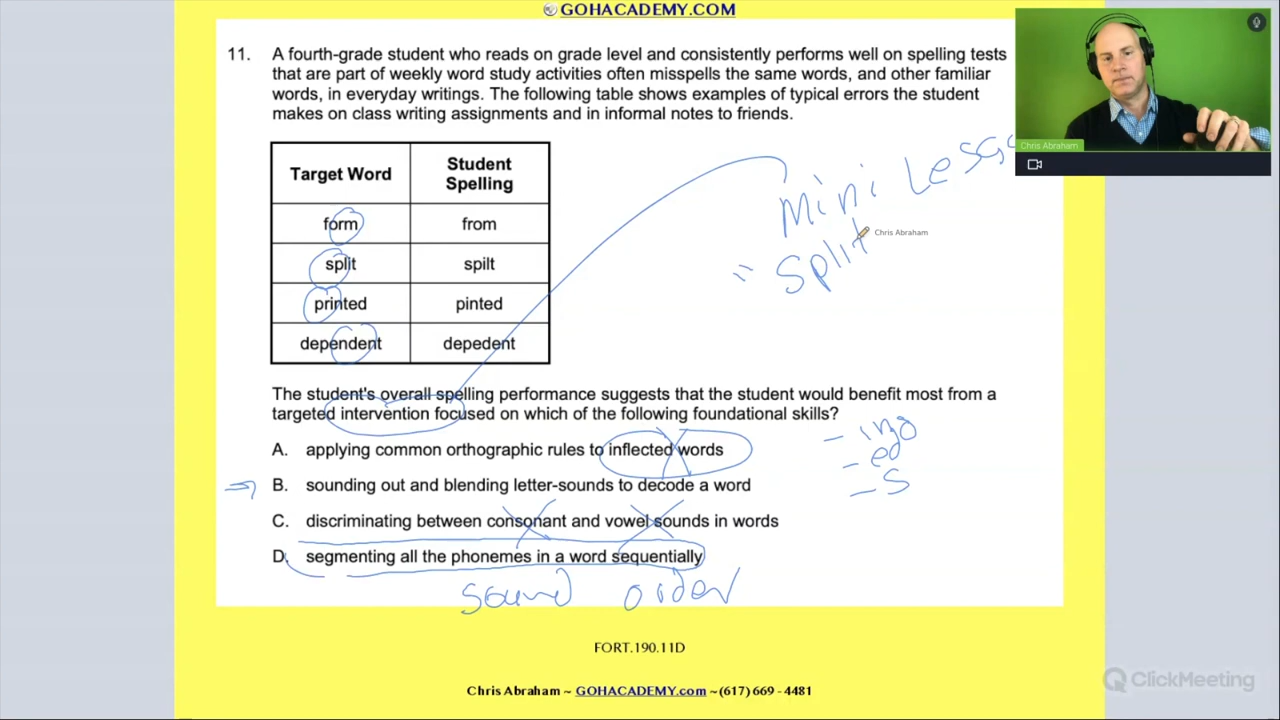 GOHACADEMY.COM
11. A fourth-grade student who reads on grade level and consistently performs well on spelling tests
that are part of weekly word study activities often misspells the same words, and other familiar
words, in everyday writings. The following table shows examples of typical errors the student
makes on class writing assignments and in informal notes to friends.
Target Word Student Spelling
form from
split spilt
printed pinted
dependent depedent
Mini
Split
Chris Abraham
Chris Abraham
The student's overall spelling performance suggests that the student would benefit most from a
targeted intervention focused on which of the following foundational skills?
A. applying common orthographic rules to inflected words
B. sounding out and blending letter-sounds to decode a word
C. discriminating between consonant and vowel sounds in words
D. segmenting all the phonemes in a word sequentially
- ing
- ed
- s
sound order
FORT.190.11D
Chris Abraham ~ GOHACADEMY.com ~(617) 669 - 4481
ClickMeeting